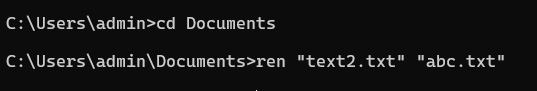 C:\Users\admin>cd Documents
C:\Users\admin\Documents>ren "text2.txt" "abc.txt"